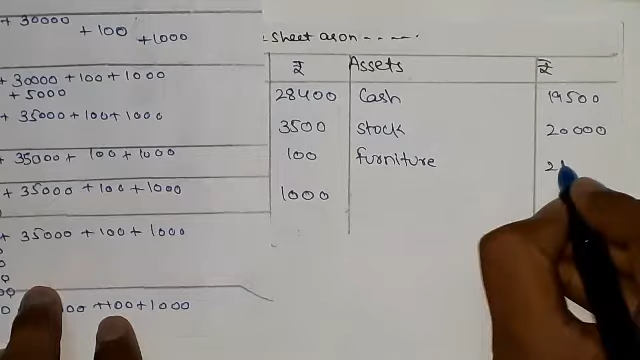 + 30000 + 100 + 1000
+ 30000 + 100 + 1000
+ 5000
+ 35000 + 100 + 1000
+ 35000 + 100 + 1000
+ 35000 + 100 + 1000
+ 35000 + 100 + 1000
+100 + 1000
sheet as on - - - - - -
₹ Assets ₹
28400 Cash 19500
3500 stock 20000
100 furniture
1000